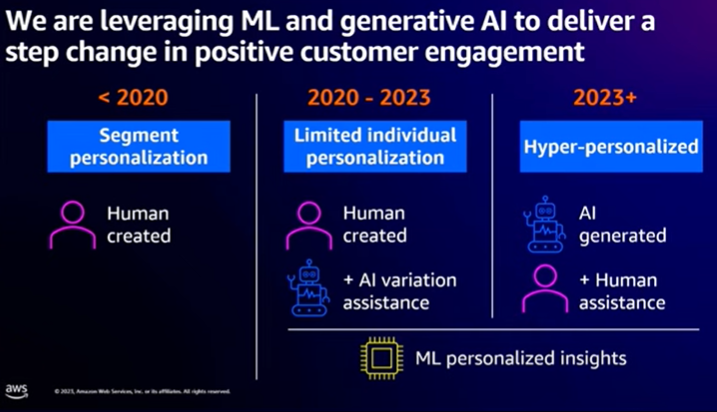 We are leveraging ML and generative AI to deliver a
step change in positive customer engagement
< 2020
Segment
personalization
Human
created
2020 - 2023
Limited individual
personalization
Human
created
+ AI variation
assistance
2023+
Hyper-personalized
AI
generated
+ Human
assistance
ML personalized insights
aws
© 2023, Amazon Web Services, Inc. or its affiliates. All rights reserved.